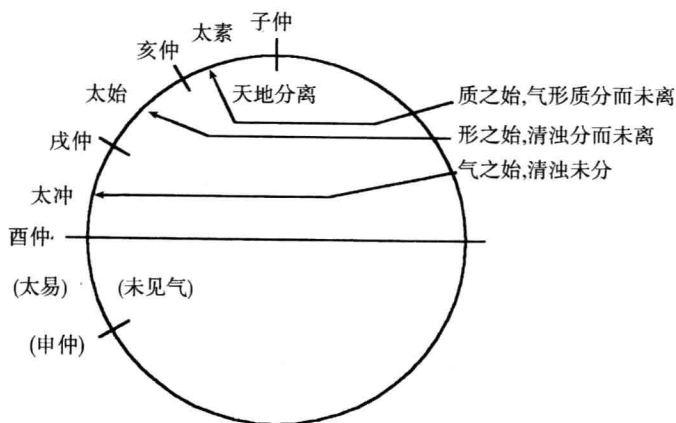 子仲
太素
亥仲
太始
天地分离
质之始,气形质分而未离
戌仲
形之始,清浊分而未离
气之始,清浊未分
太冲
酉仲
(太易)
(未见气)
(申仲)